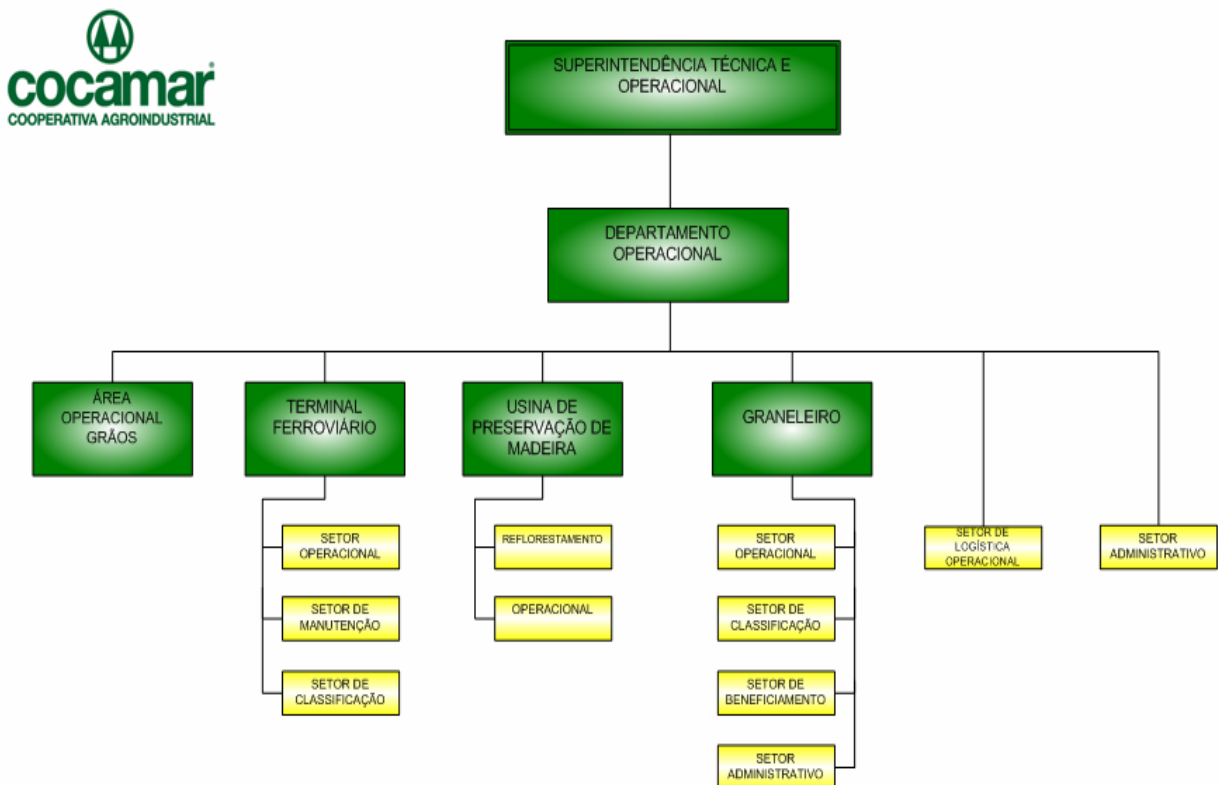 cocamar
COOPERATIVA AGROINDUSTRIAL
SUPERINTENDÊNCIA TÉCNICA E
OPERACIONAL
DEPARTAMENTO
OPERACIONAL
ÁREA
OPERACIONAL
GRÃOS
TERMINAL
FERROVIÁRIO
USINA DE
PRESERVAÇÃO DE
MADEIRA
GRANELEIRO
SETOR
OPERACIONAL
SETOR DE
MANUTENÇÃO
SETOR DE
CLASSIFICAÇÃO
REFLORESTAMENTO
OPERACIONAL
SETOR
OPERACIONAL
SETOR DE
CLASSIFICAÇÃO
SETOR DE
BENEFICIAMENTO
SETOR
ADMINISTRATIVO
SETOR DE
LOGÍSTICA
OPERACIONAL
SETOR
ADMINISTRATIVO